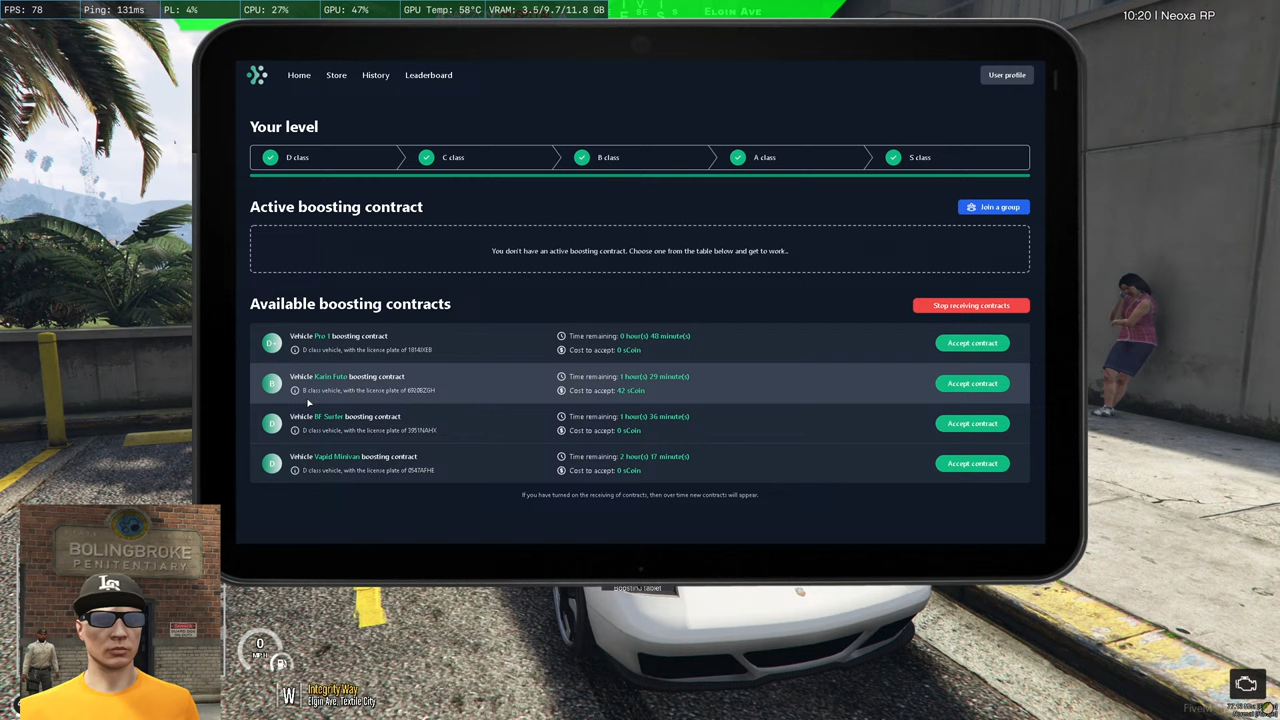 FPS: 78 Ping: 131ms PL: 4% CPU: 27% GPU: 47% GPU Temp: 58°C VRAM: 3.5/9.7/11.8 GB
ELGIN AVE
10:20 | Neoxa RP
Home Store History Leaderboard User profile
Your level
D class C class B class A class S class
Active boosting contract Join a group
You don't have an active boosting contract. Choose one from the table below and get to work..
Available boosting contracts Stop receiving contracts
Vehicle Pro 1 boosting contract Time remaining: 0 hour(s) 48 minute(s)
D class vehicle, with the license plate of 1814JXEB Cost to accept: 0 sCoin Accept contract
B Vehicle Karin Futo boosting contract Time remaining: 1 hour(s) 29 minute(s)
B class vehicle, with the license plate of 6920BZGH Cost to accept: 42 sCoin Accept contract
D Vehicle BF Surfer boosting contract Time remaining: 1 hour(s) 36 minute(s)
D class vehicle, with the license plate of 3951NAHX Cost to accept: 0 sCoin Accept contract
D Vehicle Vapid Minivan boosting contract Time remaining: 2 hour(s) 17 minute(s)
D class vehicle, with the license plate of 0547AFHE Cost to accept: 0 sCoin Accept contract
If you have turned on the receiving of contracts, then over time new contracts will appear.
BOLINGBROKE
PENITENTIARY
LS
Boosting Tablet
0
MPH
W Integrity Way
Elgin Ave, Textile City